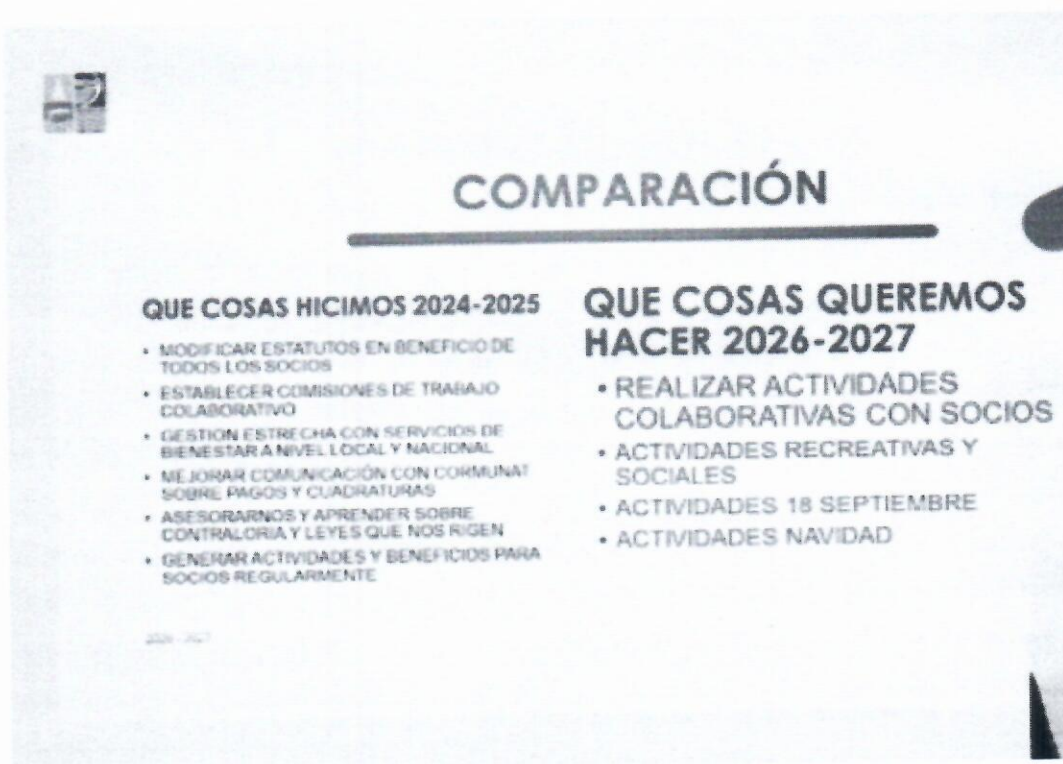 COMPARACIÓN
QUE COSAS HICIMOS 2024-2025
• MODIFICAR ESTATUTOS EN BENEFICIO DE
TODOS LOS SOCIOS
• ESTABLECER COMISIONES DE TRABAJO
COLABORATIVO
• GESTION ESTRECHA CON SERVICIOS DE
BIENESTAR A NIVEL LOCAL Y NACIONAL
• MEJORAR COMUNICACIÓN CON CORMUNAT
SOBRE PAGOS Y CUADRATURAS
• ASESORARNOS Y APRENDER SOBRE
CONTRALORIA Y LEYES QUE NOS RIGEN
• GENERAR ACTIVIDADES Y BENEFICIOS PARA
SOCIOS REGULARMENTE
QUE COSAS QUEREMOS
HACER 2026-2027
• REALIZAR ACTIVIDADES
COLABORATIVAS CON SOCIOS
• ACTIVIDADES RECREATIVAS Y
SOCIALES
• ACTIVIDADES 18 SEPTIEMBRE
• ACTIVIDADES NAVIDAD